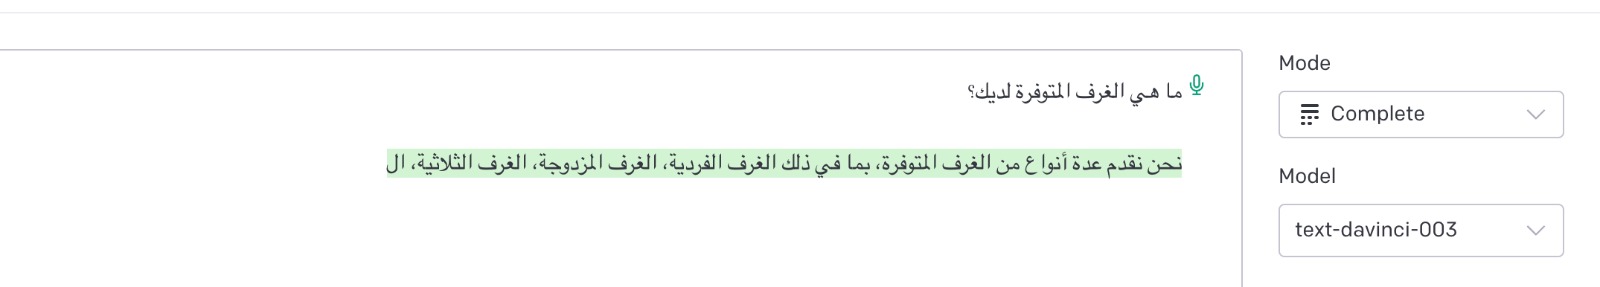 ما هي الغرف المتوفرة لديك؟
نحن نقدم عدة أنواع من الغرف المتوفرة، بما في ذلك الغرف الفردية، الغرف المزدوجة، الغرف الثلاثية، ال
Mode
Complete
Model
text-davinci-003